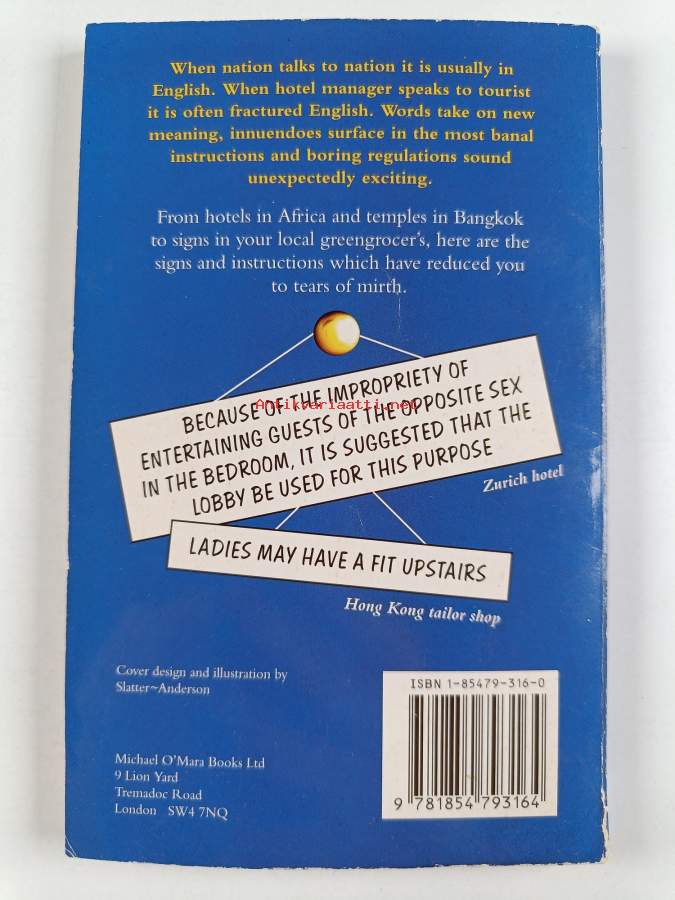 When nation talks to nation it is usually in
English. When hotel manager speaks to tourist
it is often fractured English. Words take on new
meaning, innuendoes surface in the most banal
instructions and boring regulations sound
unexpectedly exciting.
From hotels in Africa and temples in Bangkok
to signs in your local greengrocer's, here are the
signs and instructions which have reduced you
to tears of mirth.
BECAUSE OF THE IMPROPRIETY OF
ENTERTAINING GUESTS OF THE OPPOSITE SEX
IN THE BEDROOM, IT IS SUGGESTED THAT THE
LOBBY BE USED FOR THIS PURPOSE
Antikvariaatti.net
Zurich hotel
LADIES MAY HAVE A FIT UPSTAIRS
Hong Kong tailor shop
Cover design and illustration by
Slatter~Anderson
Michael O'Mara Books Ltd
9 Lion Yard
Tremadoc Road
London SW4 7NQ
ISBN 1-85479-316-0
9 781854 793164